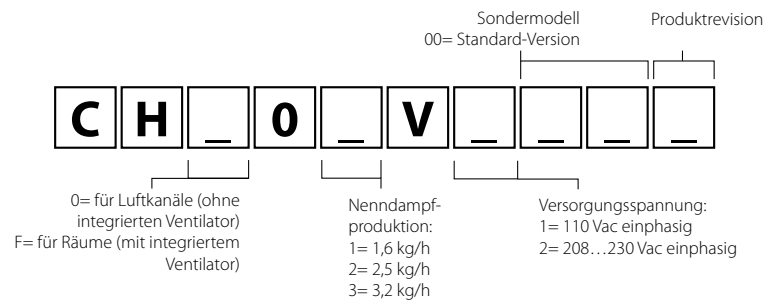 Sondermodell
00= Standard-Version
Produktrevision
C H _ 0 _ V _ _ _ _
0= für Luftkanäle (ohne
integrierten Ventilator)
F= für Räume (mit integriertem
Ventilator)
Nenndampf-
produktion:
1= 1,6 kg/h
2= 2,5 kg/h
3= 3,2 kg/h
Versorgungsspannung:
1= 110 Vac einphasig
2= 208…230 Vac einphasig